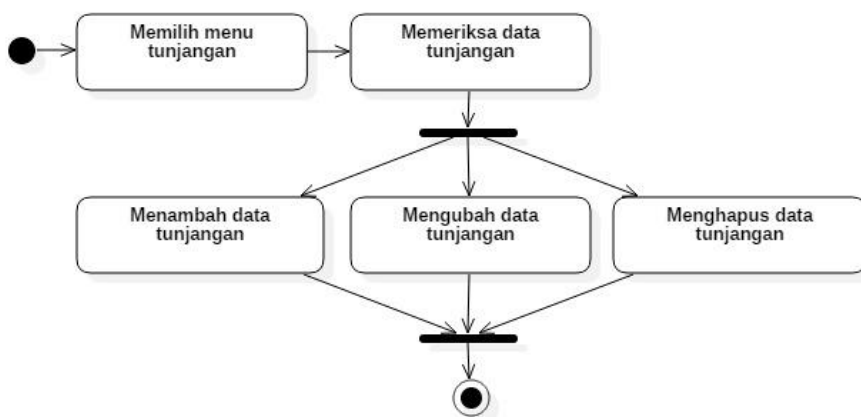 Memilih menu
tunjangan
Memeriksa data
tunjangan
Menambah data
tunjangan
Mengubah data
tunjangan
Menghapus data
tunjangan